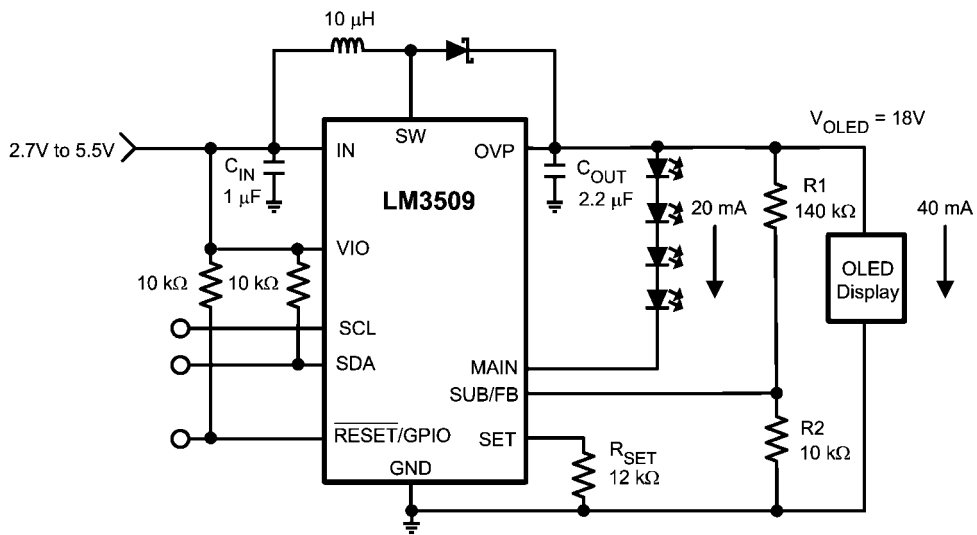 10 μH
2.7V to 5.5V
C_IN
1 μF
IN
SW
OVP
LM3509
C_OUT
2.2 μF
V_OLED = 18V
20 mA
R1
140 kΩ
40 mA
OLED
Display
VIO
10 kΩ
10 kΩ
SCL
SDA
MAIN
SUB/FB
RESET/GPIO
SET
GND
R_SET
12 kΩ
R2
10 kΩ